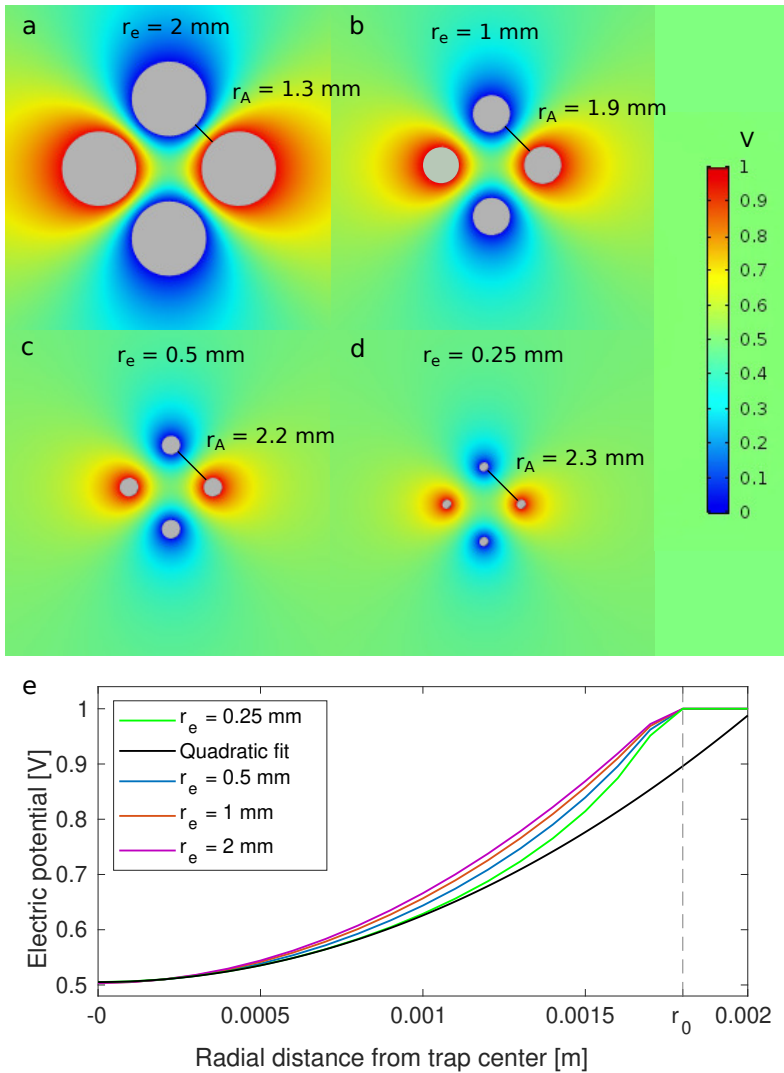 a
r_e = 2 mm
r_A = 1.3 mm
b
r_e = 1 mm
r_A = 1.9 mm
V
1
0.9
0.8
0.7
0.6
0.5
0.4
0.3
0.2
0.1
0
c
r_e = 0.5 mm
r_A = 2.2 mm
d
r_e = 0.25 mm
r_A = 2.3 mm
e
r_e = 0.25 mm
Quadratic fit
r_e = 0.5 mm
r_e = 1 mm
r_e = 2 mm
Electric potential [V]
1
0.9
0.8
0.7
0.6
0.5
-0
0.0005
0.001
0.0015
r_0
0.002
Radial distance from trap center [m]